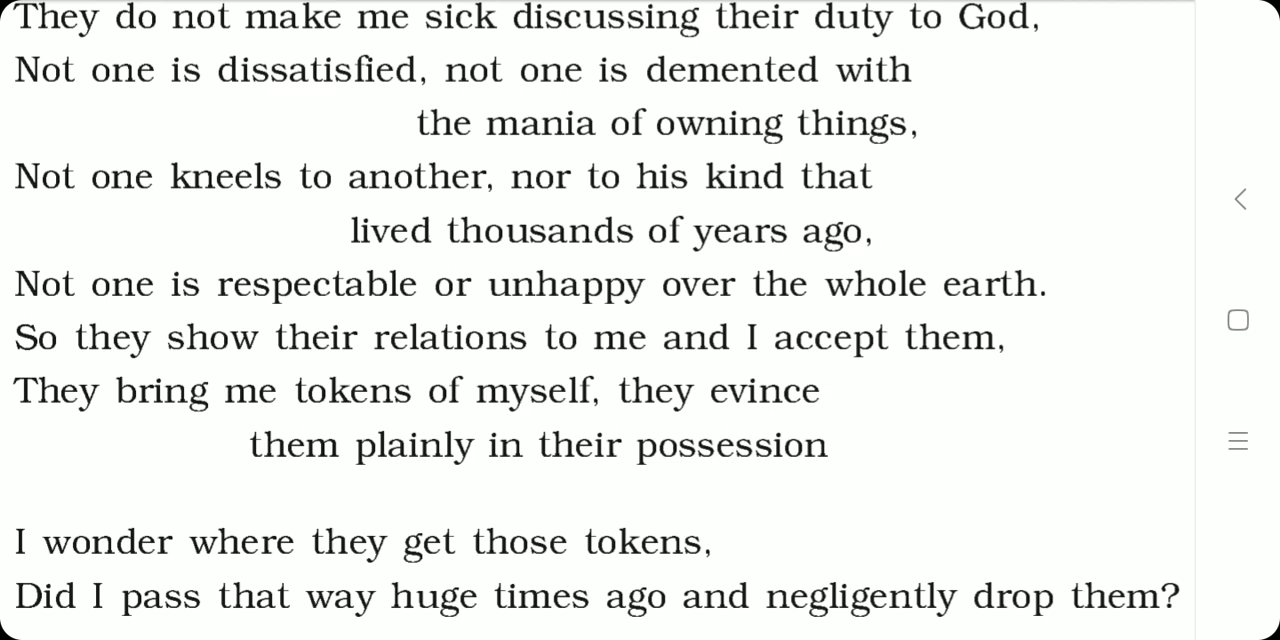 They do not make me sick discussing their duty to God,
Not one is dissatisfied, not one is demented with
the mania of owning things,
Not one kneels to another, nor to his kind that
lived thousands of years ago,
Not one is respectable or unhappy over the whole earth.
So they show their relations to me and I accept them,
They bring me tokens of myself, they evince
them plainly in their possession
I wonder where they get those tokens,
Did I pass that way huge times ago and negligently drop them?